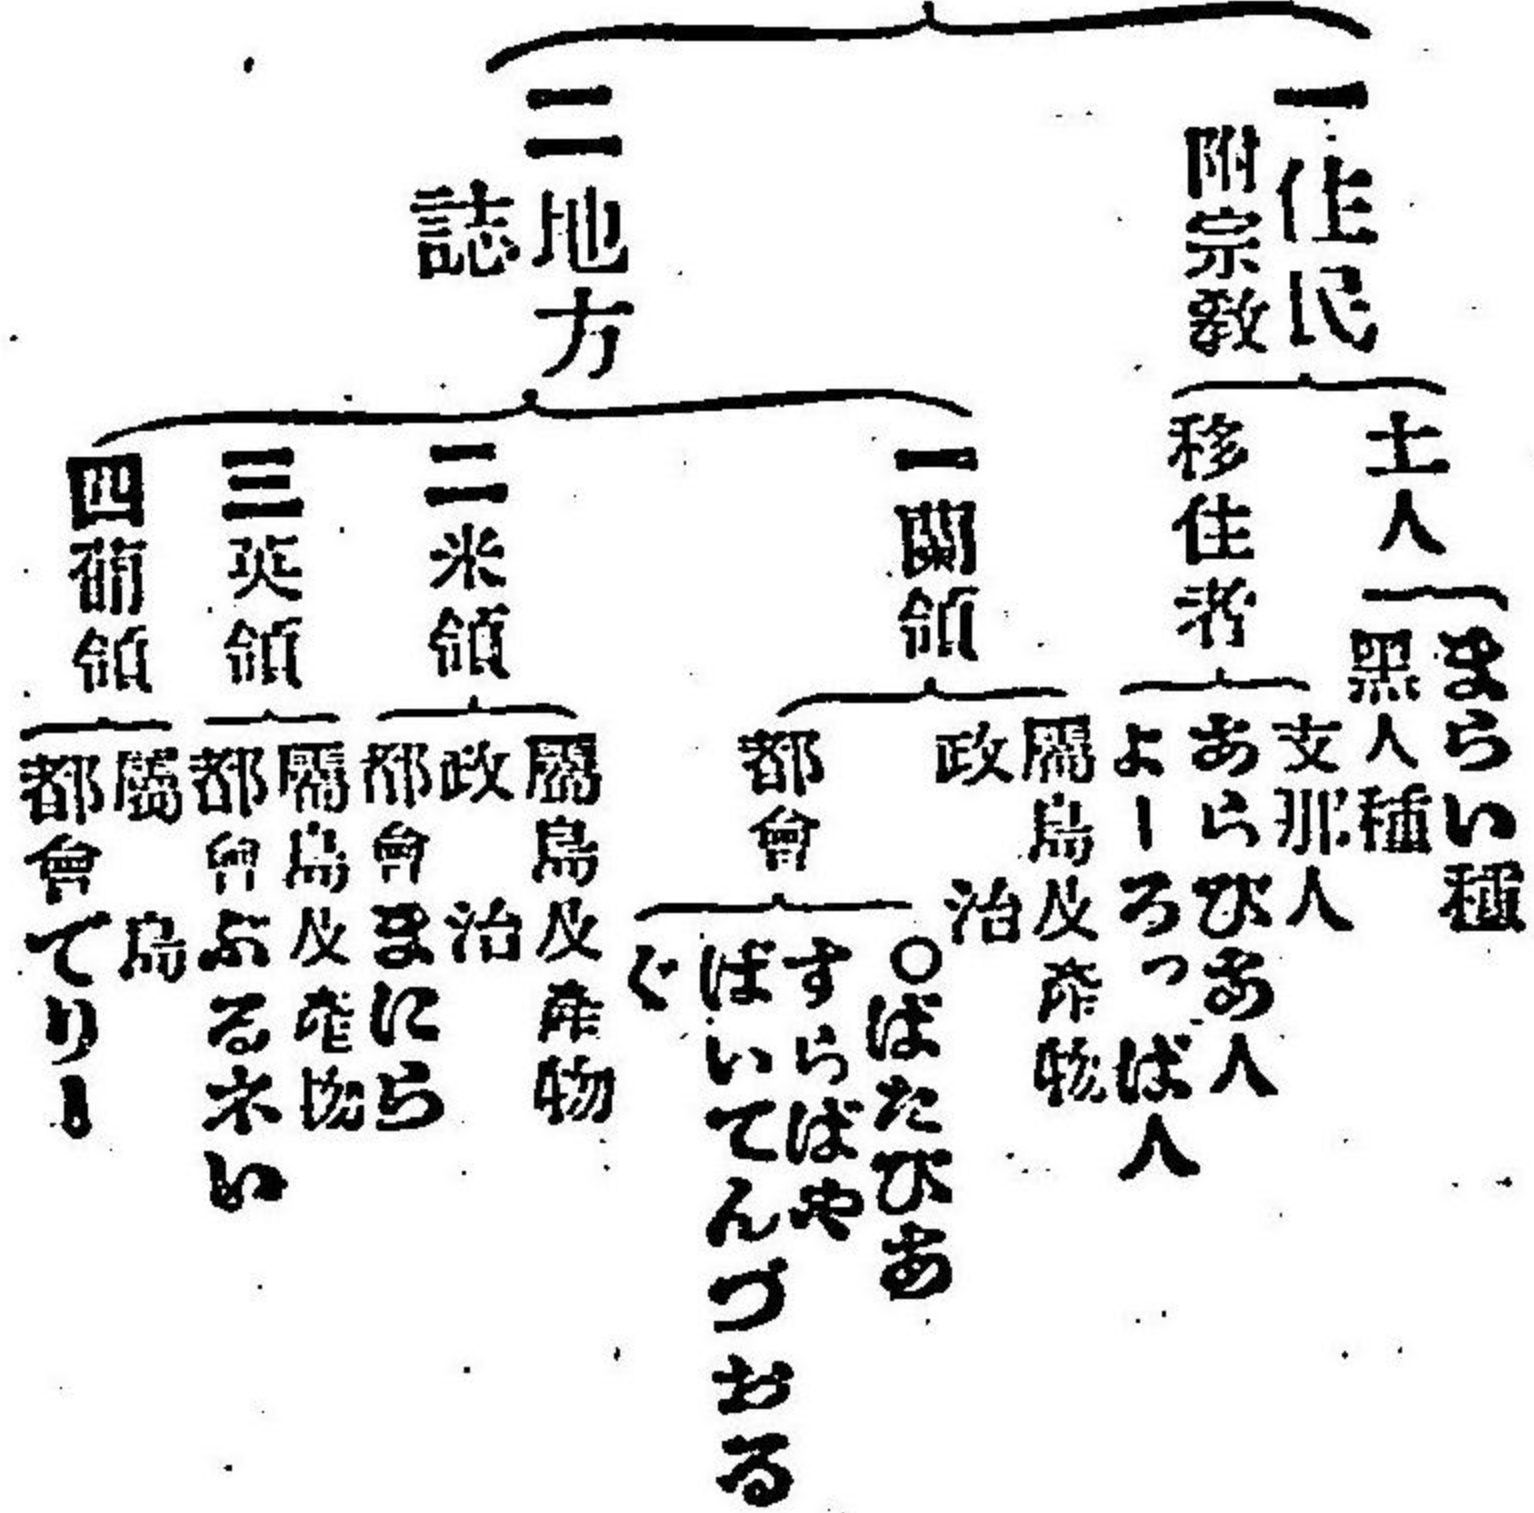 一住民
附宗教
土人
まらい種
黒人種
移住者
支那人
あらびあ人
よーろっば人
二地方
誌
一蘭領
屬島及産物
政治
都會
○ばたびあ
すらばや
ばいてんづおる
ぐ
二米領
屬島及産物
政治
都會まにら
三英領
屬島及産物
都會ぶるネい
四葡領
屬島
都會てりー